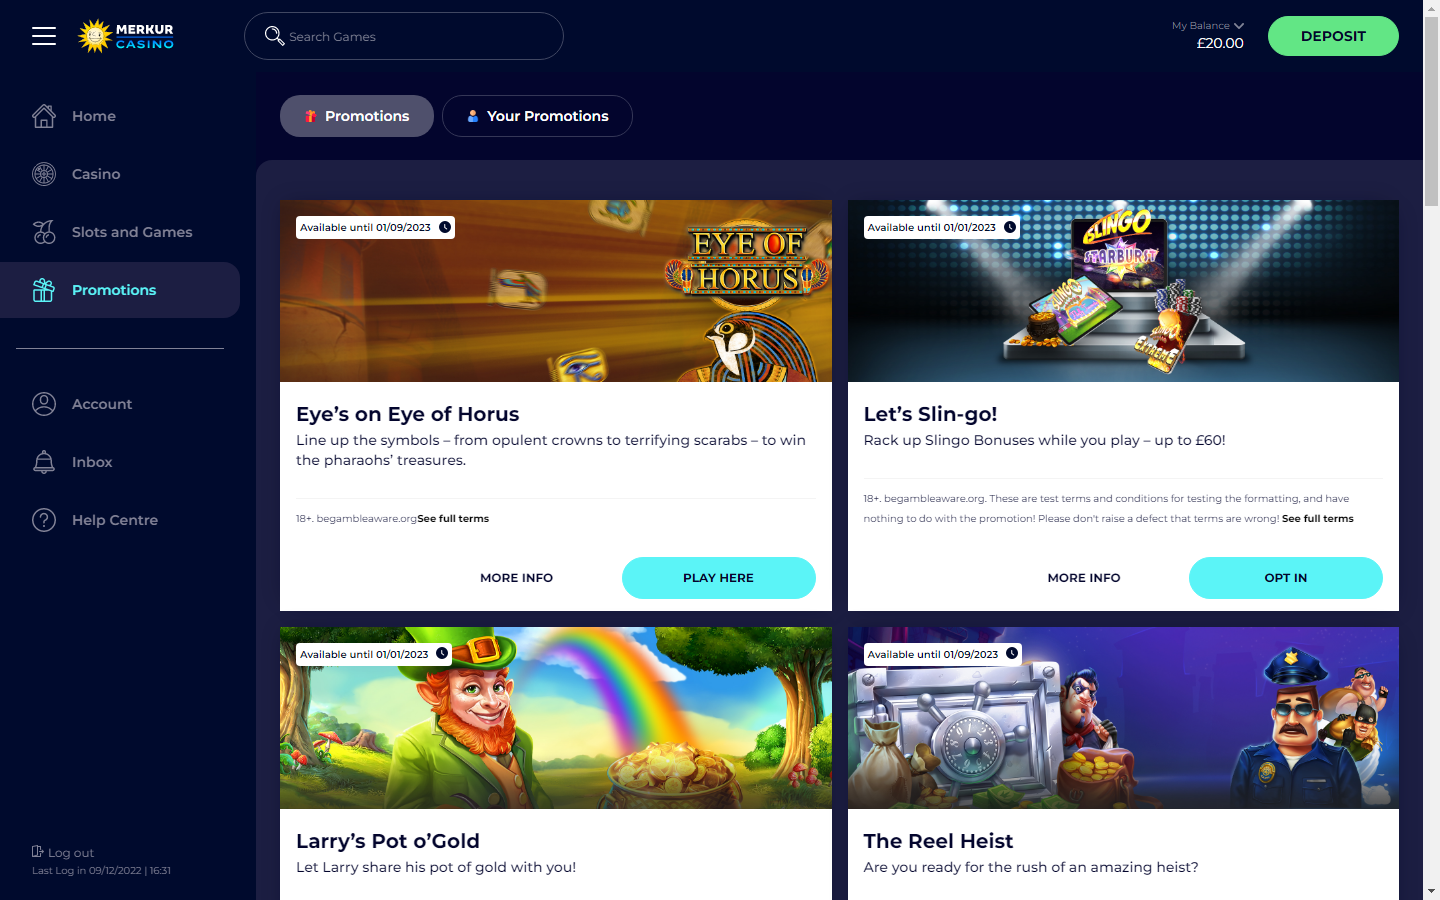 MERKUR
CASINO
Search Games
My Balance
£20.00
DEPOSIT
Home
Casino
Slots and Games
Promotions
Account
Inbox
Help Centre
Log out
Last Log in 09/12/2022 | 16:31
Promotions
Your Promotions
Available until 01/09/2023
EYE OF
HORUS
Eye’s on Eye of Horus
Line up the symbols – from opulent crowns to terrifying scarabs – to win
the pharaohs’ treasures.
18+. begambleaware.orgSee full terms
MORE INFO
PLAY HERE
Available until 01/01/2023
SLINGO
STARBURST
SLINGO
SLINGO
EXTREME
Let’s Slin-go!
Rack up Slingo Bonuses while you play – up to £60!
18+. begambleaware.org. These are test terms and conditions for testing the formatting, and have
nothing to do with the promotion! Please don't raise a defect that terms are wrong! See full terms
MORE INFO
OPT IN
Available until 01/01/2023
Larry’s Pot o’Gold
Let Larry share his pot of gold with you!
Available until 01/09/2023
The Reel Heist
Are you ready for the rush of an amazing heist?